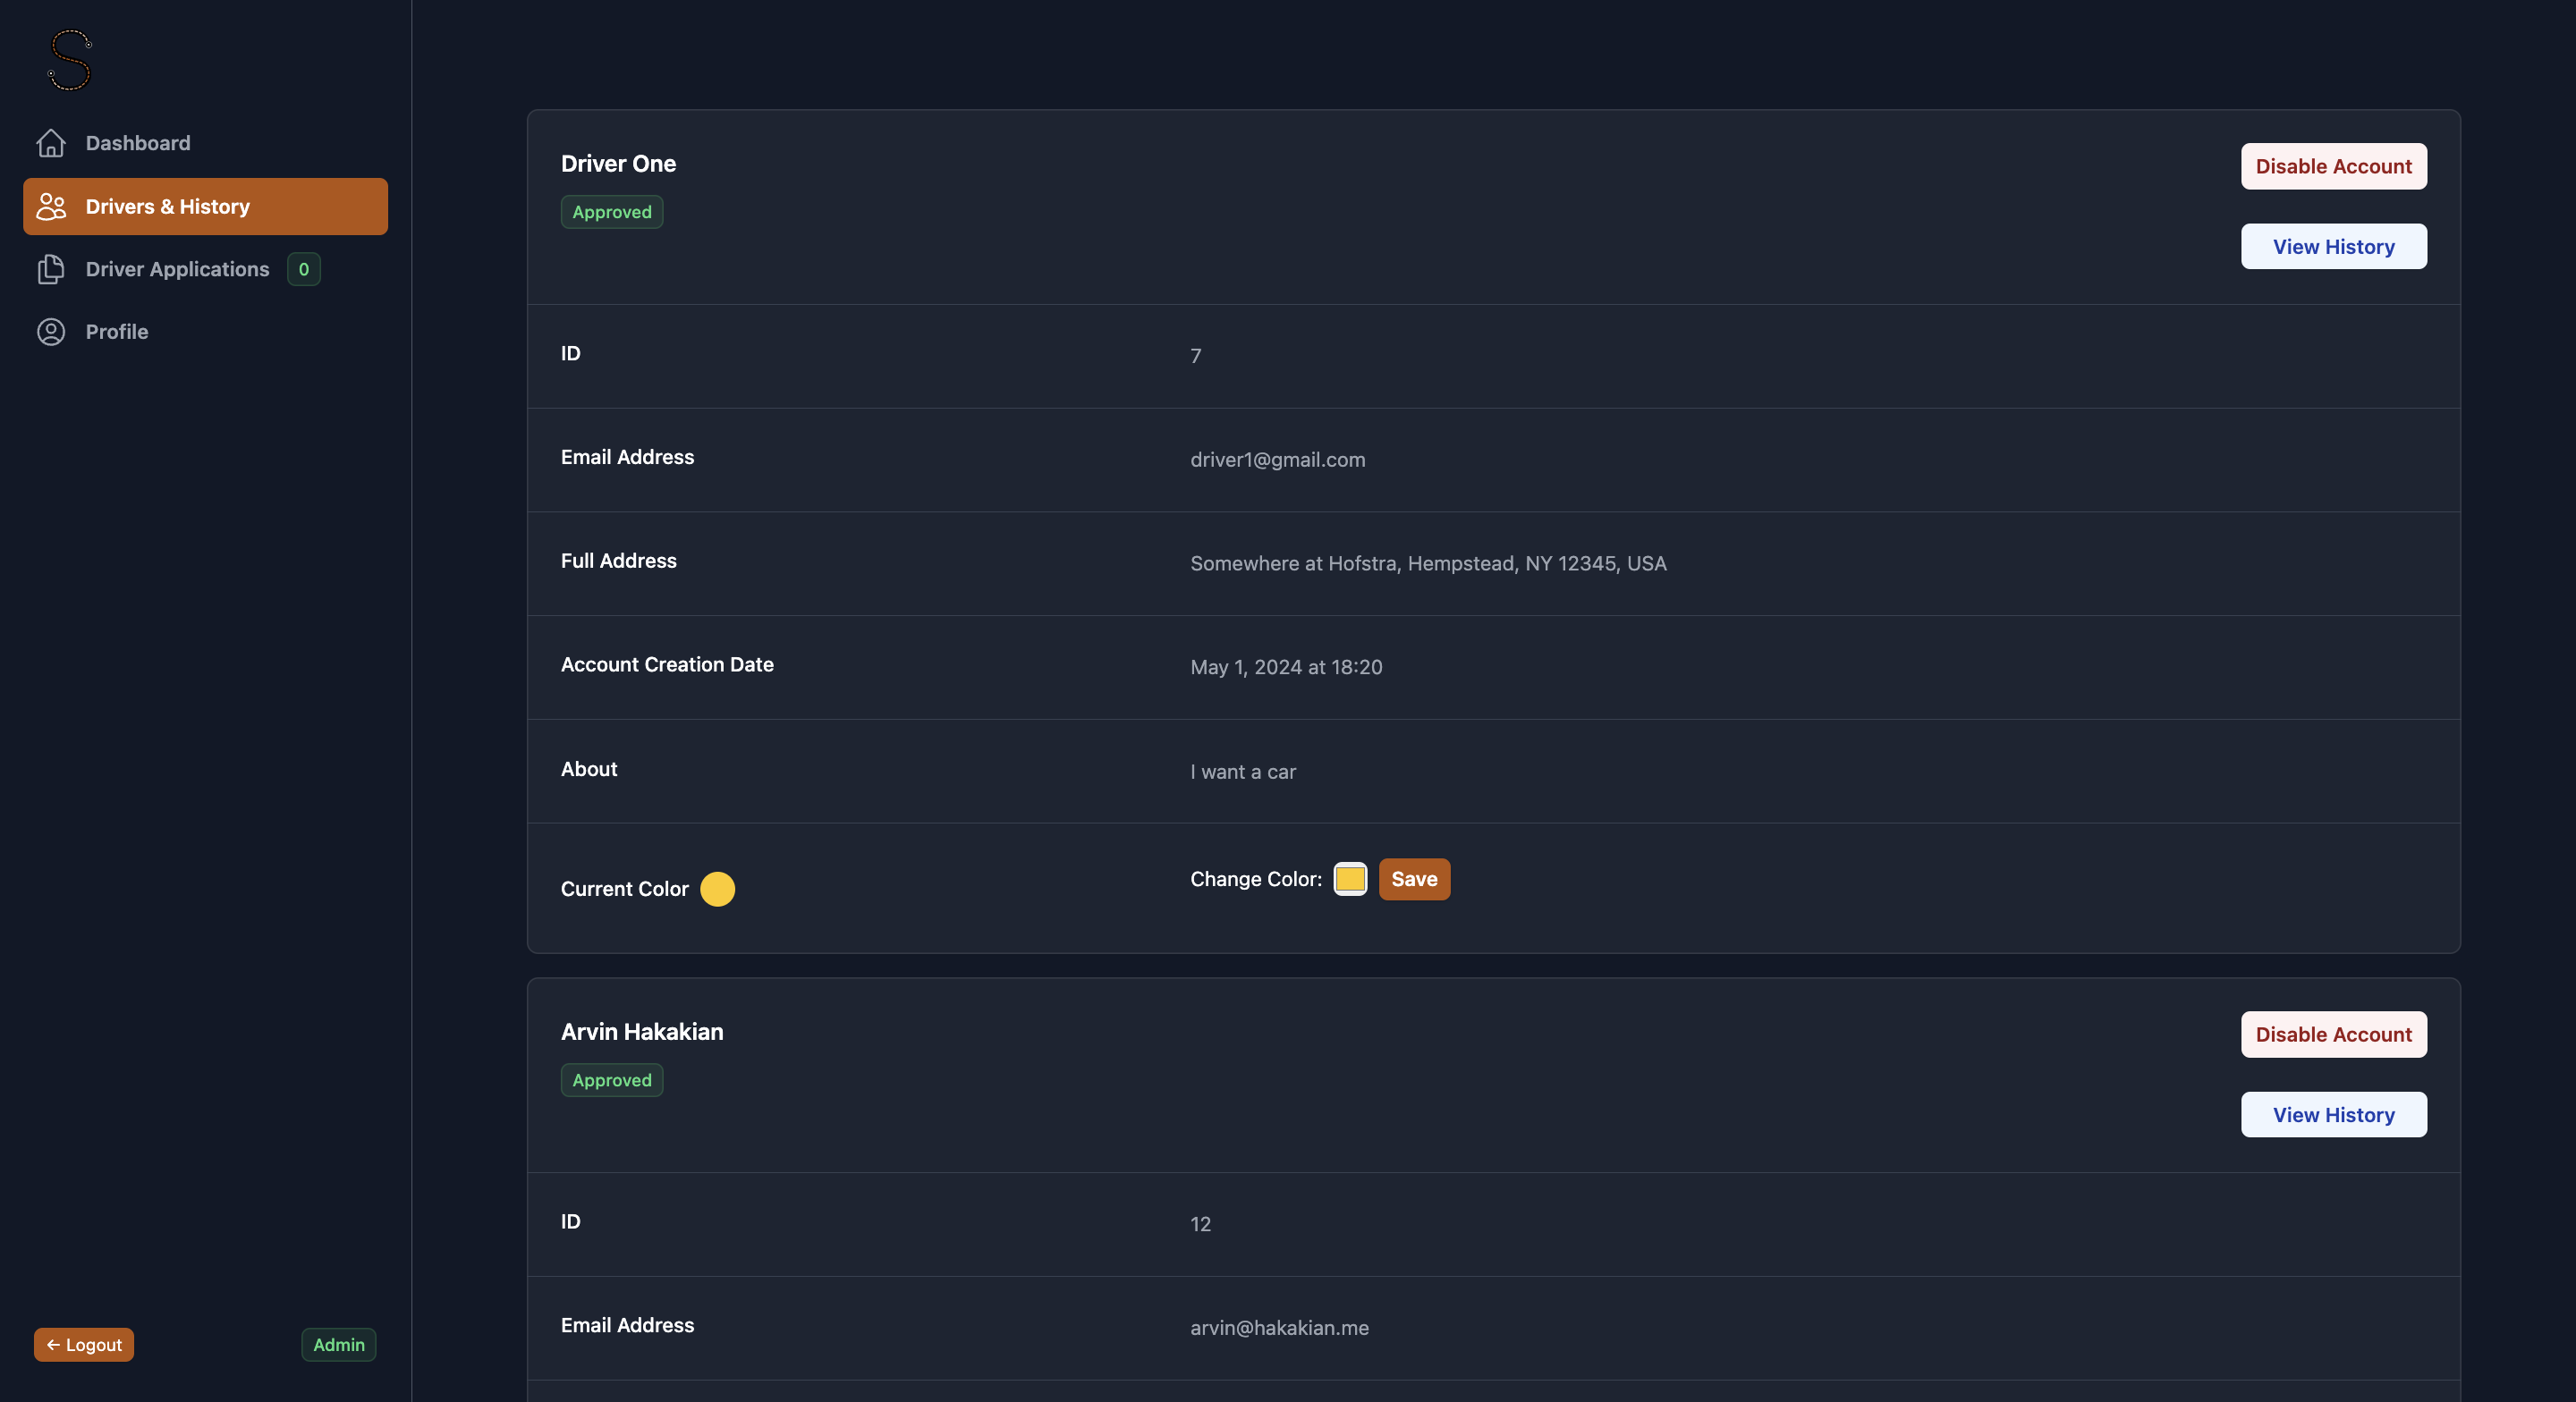 S
Dashboard
Drivers & History
Driver Applications 0
Profile
← Logout
Admin
Driver One
Approved
Disable Account
View History
ID 7
Email Address driver1@gmail.com
Full Address Somewhere at Hofstra, Hempstead, NY 12345, USA
Account Creation Date May 1, 2024 at 18:20
About I want a car
Current Color Change Color: Save
Arvin Hakakian
Approved
Disable Account
View History
ID 12
Email Address arvin@hakakian.me